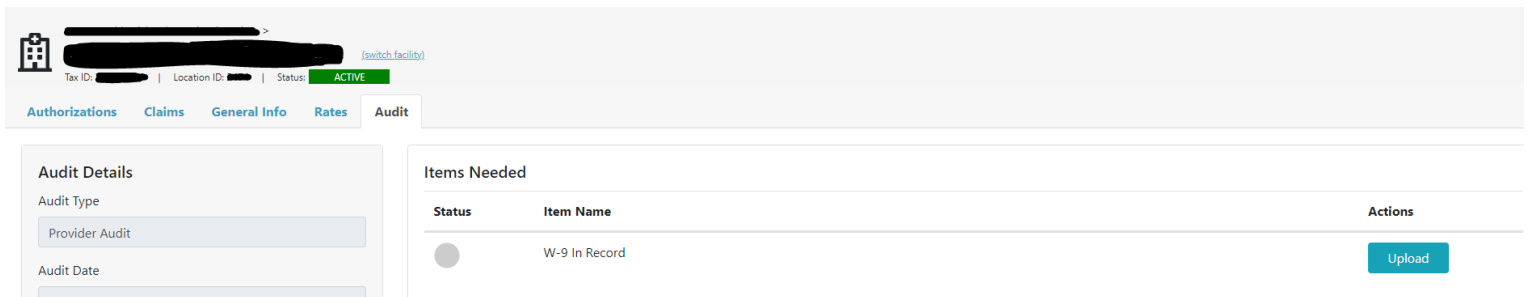 >
(switch facility)
Tax ID: | Location ID: | Status: ACTIVE
Authorizations Claims General Info Rates Audit
Audit Details
Audit Type
Provider Audit
Audit Date
Items Needed
Status Item Name Actions
W-9 In Record Upload